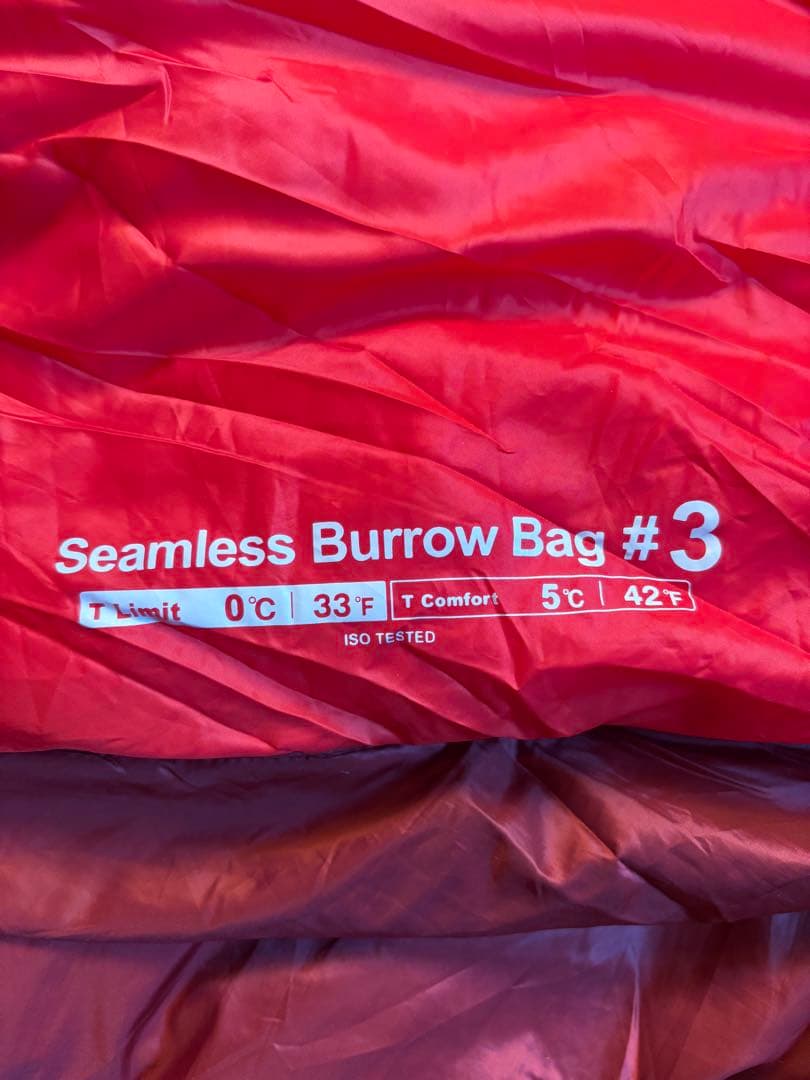 Seamless Burrow Bag #3
T Limit 0°C | 33°F T Comfort 5°C | 42°F
ISO TESTED